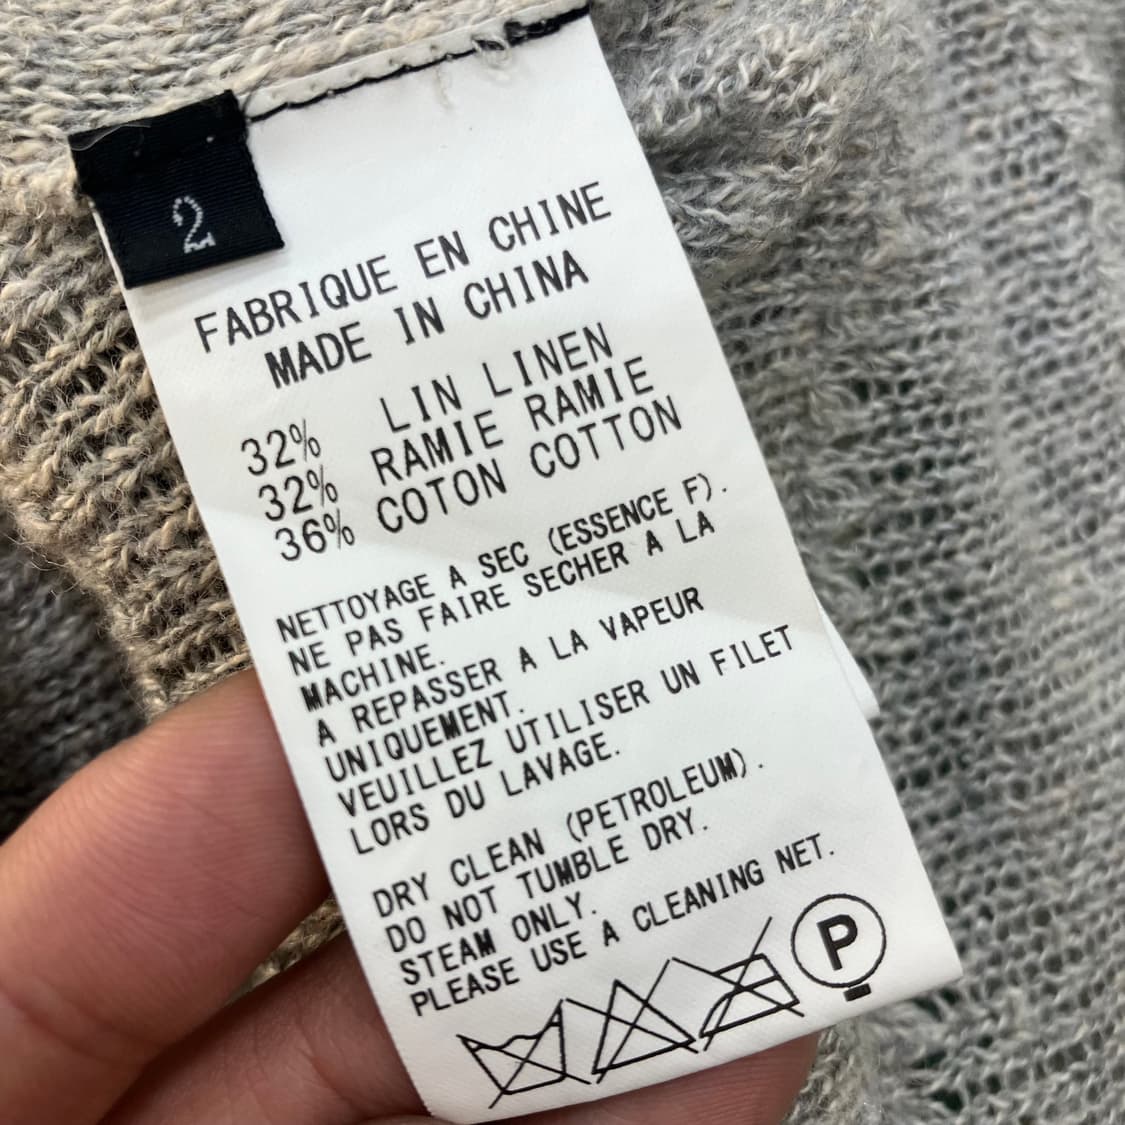 2
FABRIQUE EN CHINE
MADE IN CHINA
32% LIN LINEN
32% RAMIE RAMIE
36% COTON COTTON
NETTOYAGE A SEC (ESSENCE F).
NE PAS FAIRE SECHER A LA
MACHINE.
A REPASSER A LA VAPEUR
UNIQUEMENT.
VEUILLEZ UTILISER UN FILET
LORS DU LAVAGE.
DRY CLEAN (PETROLEUM).
DO NOT TUMBLE DRY.
STEAM ONLY.
PLEASE USE A CLEANING NET.
P